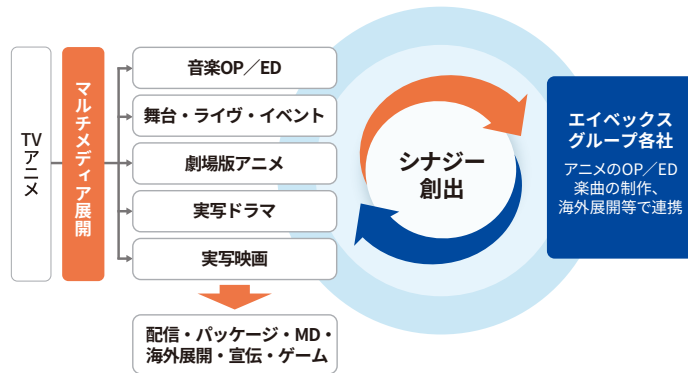 TVアニメ
マルチメディア展開
音楽OP／ED
舞台・ライヴ・イベント
劇場版アニメ
実写ドラマ
実写映画
配信・パッケージ・MD・
海外展開・宣伝・ゲーム
シナジー
創出
エイベックス
グループ各社
アニメのOP／ED
楽曲の制作、
海外展開等で連携